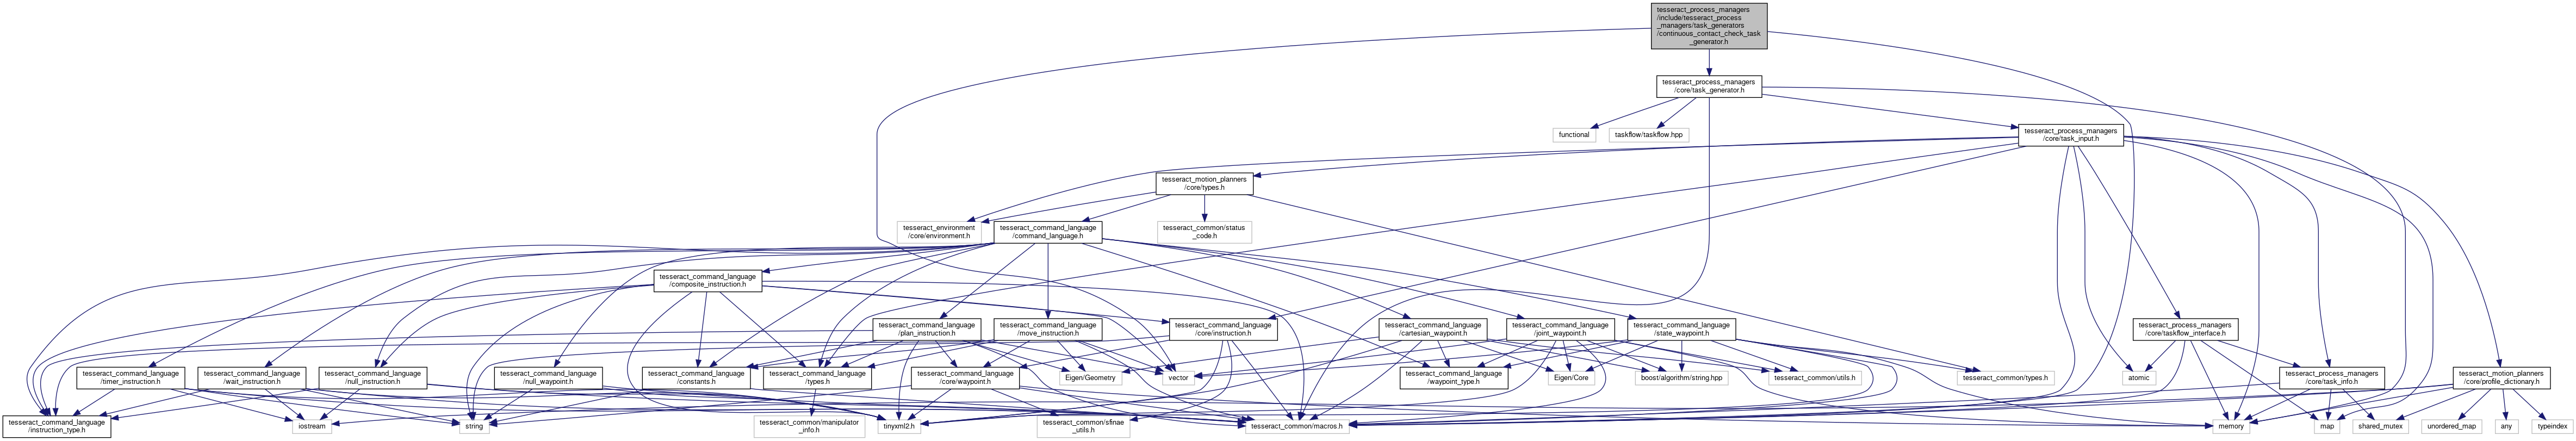 tesseract_process_managers
/include/tesseract_process
_managers/task_generators
/continuous_contact_check_task
_generator.h
tesseract_process_managers
/core/task_generator.h
functional
taskflow/taskflow.hpp
tesseract_process_managers
/core/task_input.h
tesseract_motion_planners
/core/types.h
tesseract_environment
/core/environment.h
tesseract_command_language
/command_language.h
tesseract_common/status
_code.h
tesseract_command_language
/composite_instruction.h
tesseract_command_language
/plan_instruction.h
tesseract_command_language
/move_instruction.h
tesseract_command_language
/core/instruction.h
tesseract_command_language
/cartesian_waypoint.h
tesseract_command_language
/joint_waypoint.h
tesseract_command_language
/state_waypoint.h
tesseract_process_managers
/core/taskflow_interface.h
tesseract_command_language
/timer_instruction.h
tesseract_command_language
/wait_instruction.h
tesseract_command_language
/null_instruction.h
tesseract_command_language
/null_waypoint.h
tesseract_command_language
/constants.h
tesseract_command_language
/types.h
tesseract_command_language
/core/waypoint.h
Eigen/Geometry
vector
tesseract_command_language
/waypoint_type.h
Eigen/Core
boost/algorithm/string.hpp
tesseract_common/utils.h
tesseract_common/types.h
atomic
tesseract_process_managers
/core/task_info.h
tesseract_motion_planners
/core/profile_dictionary.h
tesseract_command_language
/instruction_type.h
iostream
string
tesseract_common/manipulator
_info.h
tinyxml2.h
tesseract_common/sfinae
_utils.h
tesseract_common/macros.h
memory
map
shared_mutex
unordered_map
any
typeindex